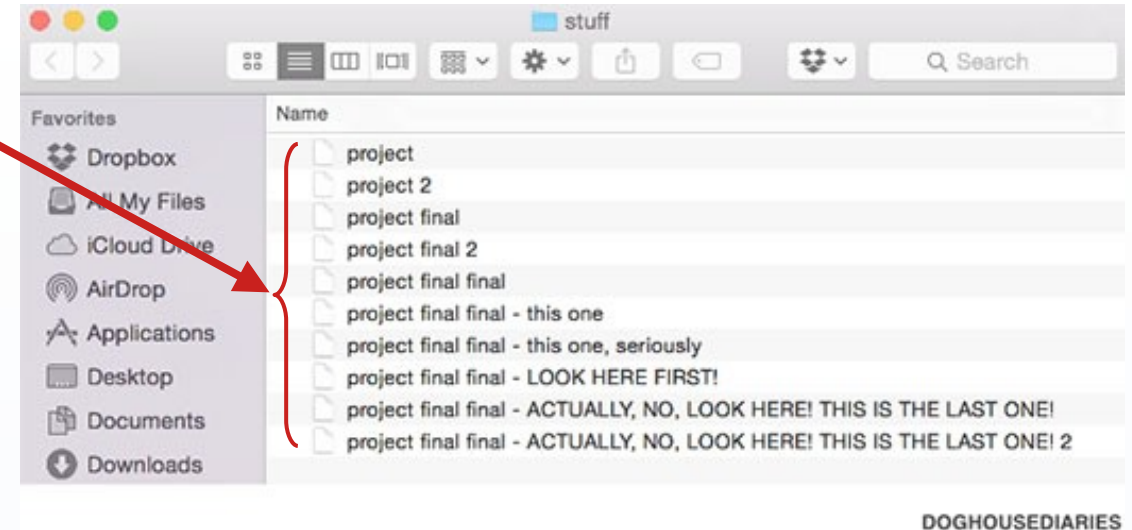 stuff
Search
Favorites
Dropbox
All My Files
iCloud Drive
AirDrop
Applications
Desktop
Documents
Downloads
Name
project
project 2
project final
project final 2
project final final
project final final - this one
project final final - this one, seriously
project final final - LOOK HERE FIRST!
project final final - ACTUALLY, NO, LOOK HERE! THIS IS THE LAST ONE!
project final final - ACTUALLY, NO, LOOK HERE! THIS IS THE LAST ONE! 2
DOGHOUSEDIARIES